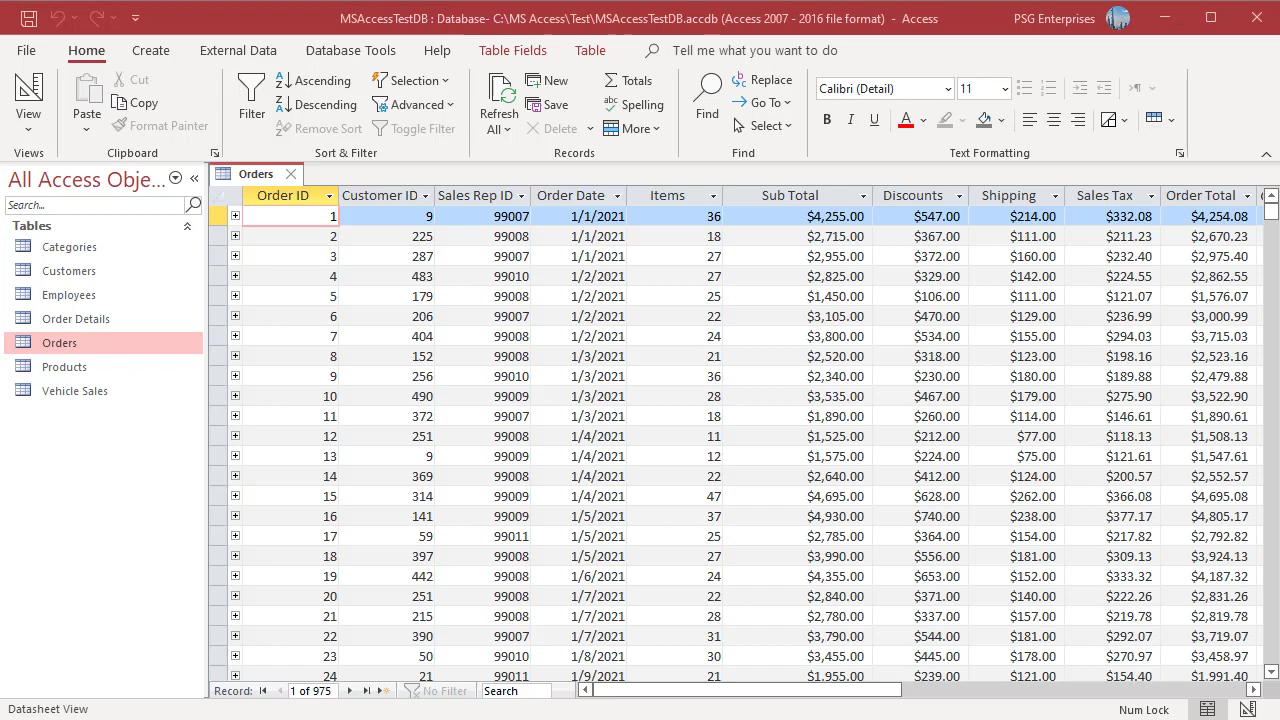 MSAccessTestDB : Database- C:\MS Access\Test\MSAccessTestDB.accdb (Access 2007 - 2016 file format) - Access
PSG Enterprises
File Home Create External Data Database Tools Help Table Fields Table Tell me what you want to do
View
Views
Paste
Cut
Copy
Format Painter
Clipboard
Filter
Ascending
Descending
Remove Sort
Selection
Advanced
Toggle Filter
Sort & Filter
Refresh
All
New
Save
Delete
Totals
Spelling
More
Records
Find
Replace
Go To
Select
Find
Calibri (Detail) 11
B I U A
Text Formatting
All Access Obje...
Search...
Tables
Categories
Customers
Employees
Order Details
Orders
Products
Vehicle Sales
Orders
Order ID Customer ID Sales Rep ID Order Date Items Sub Total Discounts Shipping Sales Tax Order Total
1 9 99007 1/1/2021 36 $4,255.00 $547.00 $214.00 $332.08 $4,254.08
2 225 99008 1/1/2021 18 $2,715.00 $367.00 $111.00 $211.23 $2,670.23
3 287 99007 1/1/2021 27 $2,955.00 $372.00 $160.00 $232.40 $2,975.40
4 483 99010 1/2/2021 27 $2,825.00 $329.00 $142.00 $224.55 $2,862.55
5 179 99008 1/2/2021 25 $1,450.00 $106.00 $111.00 $121.07 $1,576.07
6 206 99007 1/2/2021 22 $3,105.00 $470.00 $129.00 $236.99 $3,000.99
7 404 99008 1/2/2021 24 $3,800.00 $534.00 $155.00 $294.03 $3,715.03
8 152 99008 1/3/2021 21 $2,520.00 $318.00 $123.00 $198.16 $2,523.16
9 256 99010 1/3/2021 36 $2,340.00 $230.00 $180.00 $189.88 $2,479.88
10 490 99009 1/3/2021 28 $3,535.00 $467.00 $179.00 $275.90 $3,522.90
11 372 99007 1/3/2021 18 $1,890.00 $260.00 $114.00 $146.61 $1,890.61
12 251 99008 1/4/2021 11 $1,525.00 $212.00 $77.00 $118.13 $1,508.13
13 9 99009 1/4/2021 12 $1,575.00 $224.00 $75.00 $121.61 $1,547.61
14 369 99008 1/4/2021 22 $2,640.00 $412.00 $124.00 $200.57 $2,552.57
15 314 99009 1/4/2021 47 $4,695.00 $628.00 $262.00 $366.08 $4,695.08
16 141 99009 1/5/2021 37 $4,930.00 $740.00 $238.00 $377.17 $4,805.17
17 59 99011 1/5/2021 25 $2,785.00 $364.00 $154.00 $217.82 $2,792.82
18 397 99008 1/5/2021 27 $3,990.00 $556.00 $181.00 $309.13 $3,924.13
19 442 99008 1/6/2021 24 $4,355.00 $653.00 $152.00 $333.32 $4,187.32
20 251 99008 1/7/2021 22 $2,840.00 $371.00 $140.00 $222.26 $2,831.26
21 215 99008 1/7/2021 28 $2,780.00 $337.00 $157.00 $219.78 $2,819.78
22 390 99007 1/7/2021 31 $3,790.00 $544.00 $181.00 $292.07 $3,719.07
23 50 99010 1/8/2021 30 $3,455.00 $445.00 $178.00 $270.97 $3,458.97
24 21 99011 1/9/2021 21 $1,955.00 $239.00 $121.00 $154.40 $1,991.40
Record: 1 of 975 No Filter Search
Datasheet View
Num Lock